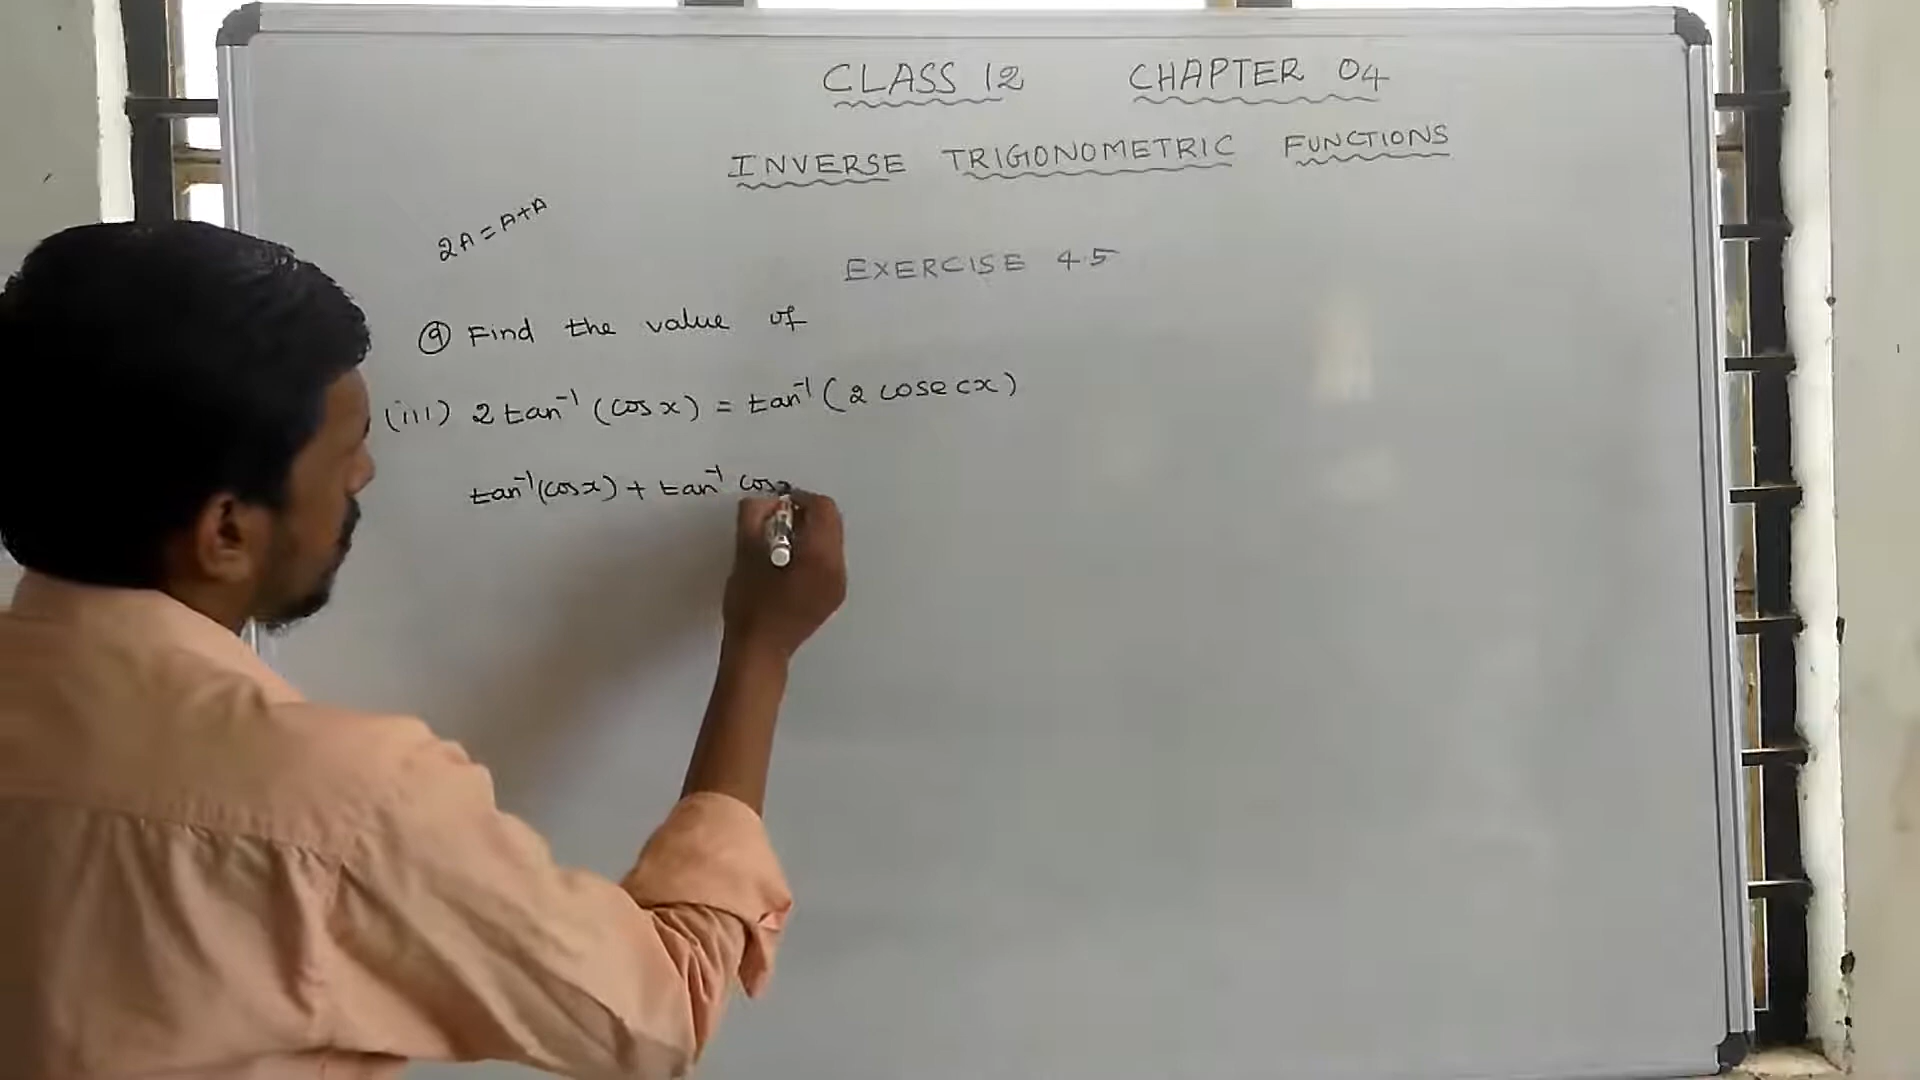 CLASS 12 CHAPTER 04
INVERSE TRIGONOMETRIC FUNCTIONS
2A = A+A
EXERCISE 4.5
⑨ Find the value of
(iii) 2 tan⁻¹ (cos x) = tan⁻¹ (2 cosec x)
tan⁻¹(cos x) + tan⁻¹ cos x